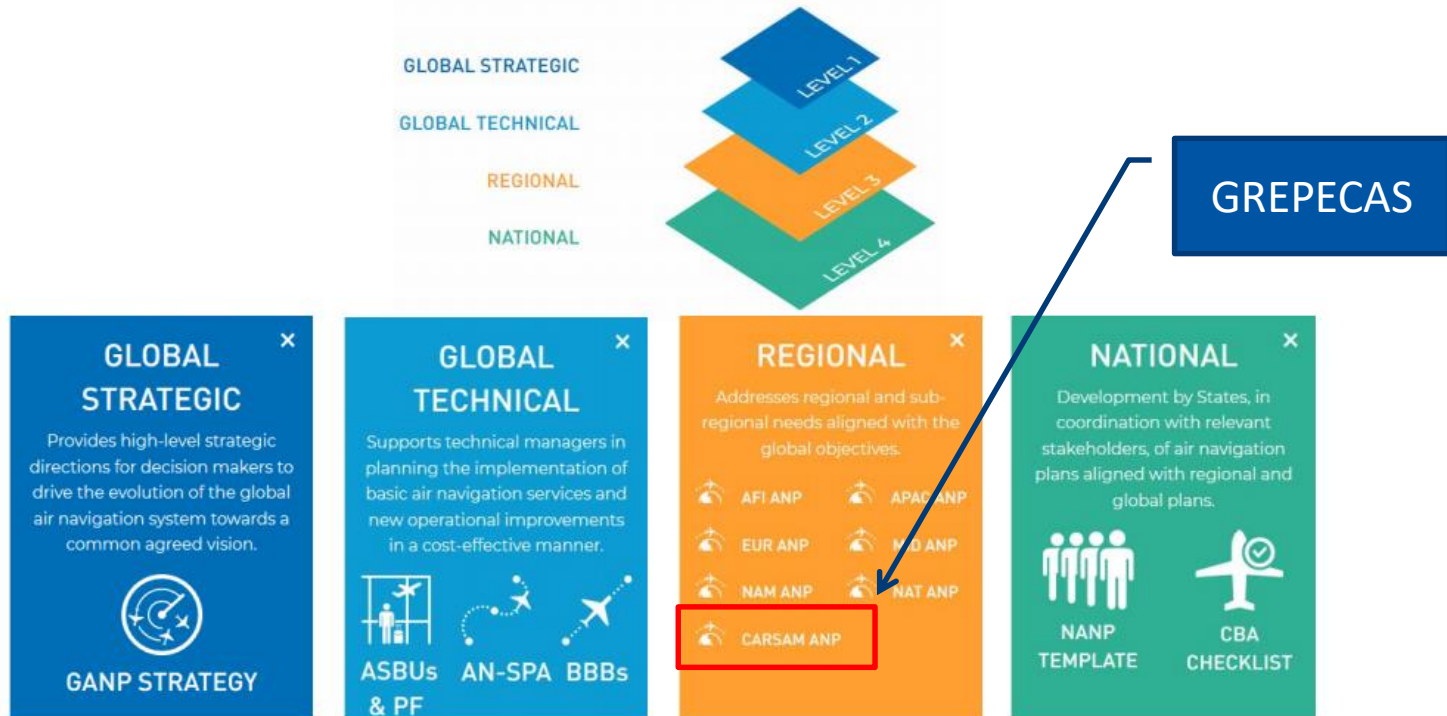 GLOBAL STRATEGIC
GLOBAL TECHNICAL
REGIONAL
NATIONAL
LEVEL 1
LEVEL 2
LEVEL 3
LEVEL 4
GREPECAS
GLOBAL
STRATEGIC
Provides high-level strategic
directions for decision makers to
drive the evolution of the global
air navigation system towards a
common agreed vision.
GANP STRATEGY
GLOBAL
TECHNICAL
Supports technical managers in
planning the implementation of
basic air navigation services and
new operational improvements
in a cost-effective manner.
ASBUs
& PF
AN-SPA
BBBs
REGIONAL
Addresses regional and sub-
regional needs aligned with the
global objectives.
AFI ANP
APAC ANP
EUR ANP
MID ANP
NAM ANP
NAT ANP
CARSAM ANP
NATIONAL
Development by States, in
coordination with relevant
stakeholders, of air navigation
plans aligned with regional and
global plans.
NANP
TEMPLATE
CBA
CHECKLIST